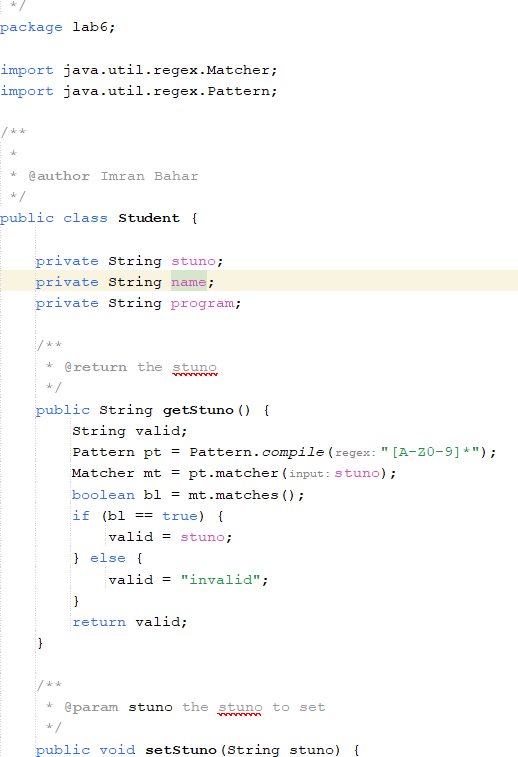 */
package lab6;
import java.util.regex.Matcher;
import java.util.regex.Pattern;
/**
*
* @author Imran Bahar
*/
public class Student {
private String stuno;
private String name;
private String program;
/**
* @return the stuno
*/
public String getStuno() {
String valid;
Pattern pt = Pattern.compile(regex: "[A-Z0-9]*");
Matcher mt = pt.matcher(input: stuno);
boolean bl = mt.matches();
if (bl == true) {
valid = stuno;
} else {
valid = "invalid";
}
return valid;
}
/**
* @param stuno the stuno to set
*/
public void setStuno(String stuno) {